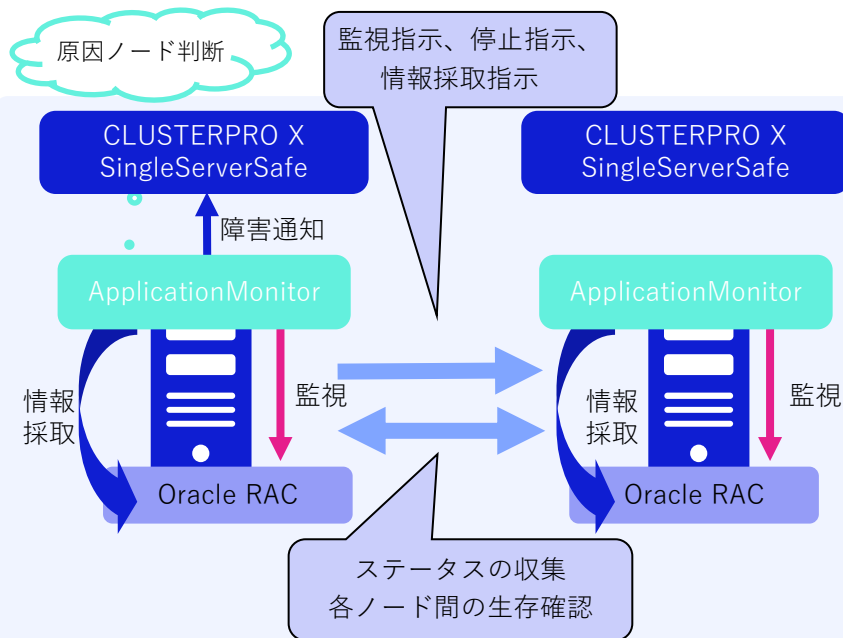 原因ノード判断
監視指示、停止指示、
情報採取指示
CLUSTERPRO X
SingleServerSafe
CLUSTERPRO X
SingleServerSafe
障害通知
ApplicationMonitor
ApplicationMonitor
情報
採取
監視
情報
採取
監視
Oracle RAC
Oracle RAC
ステータスの収集
各ノード間の生存確認